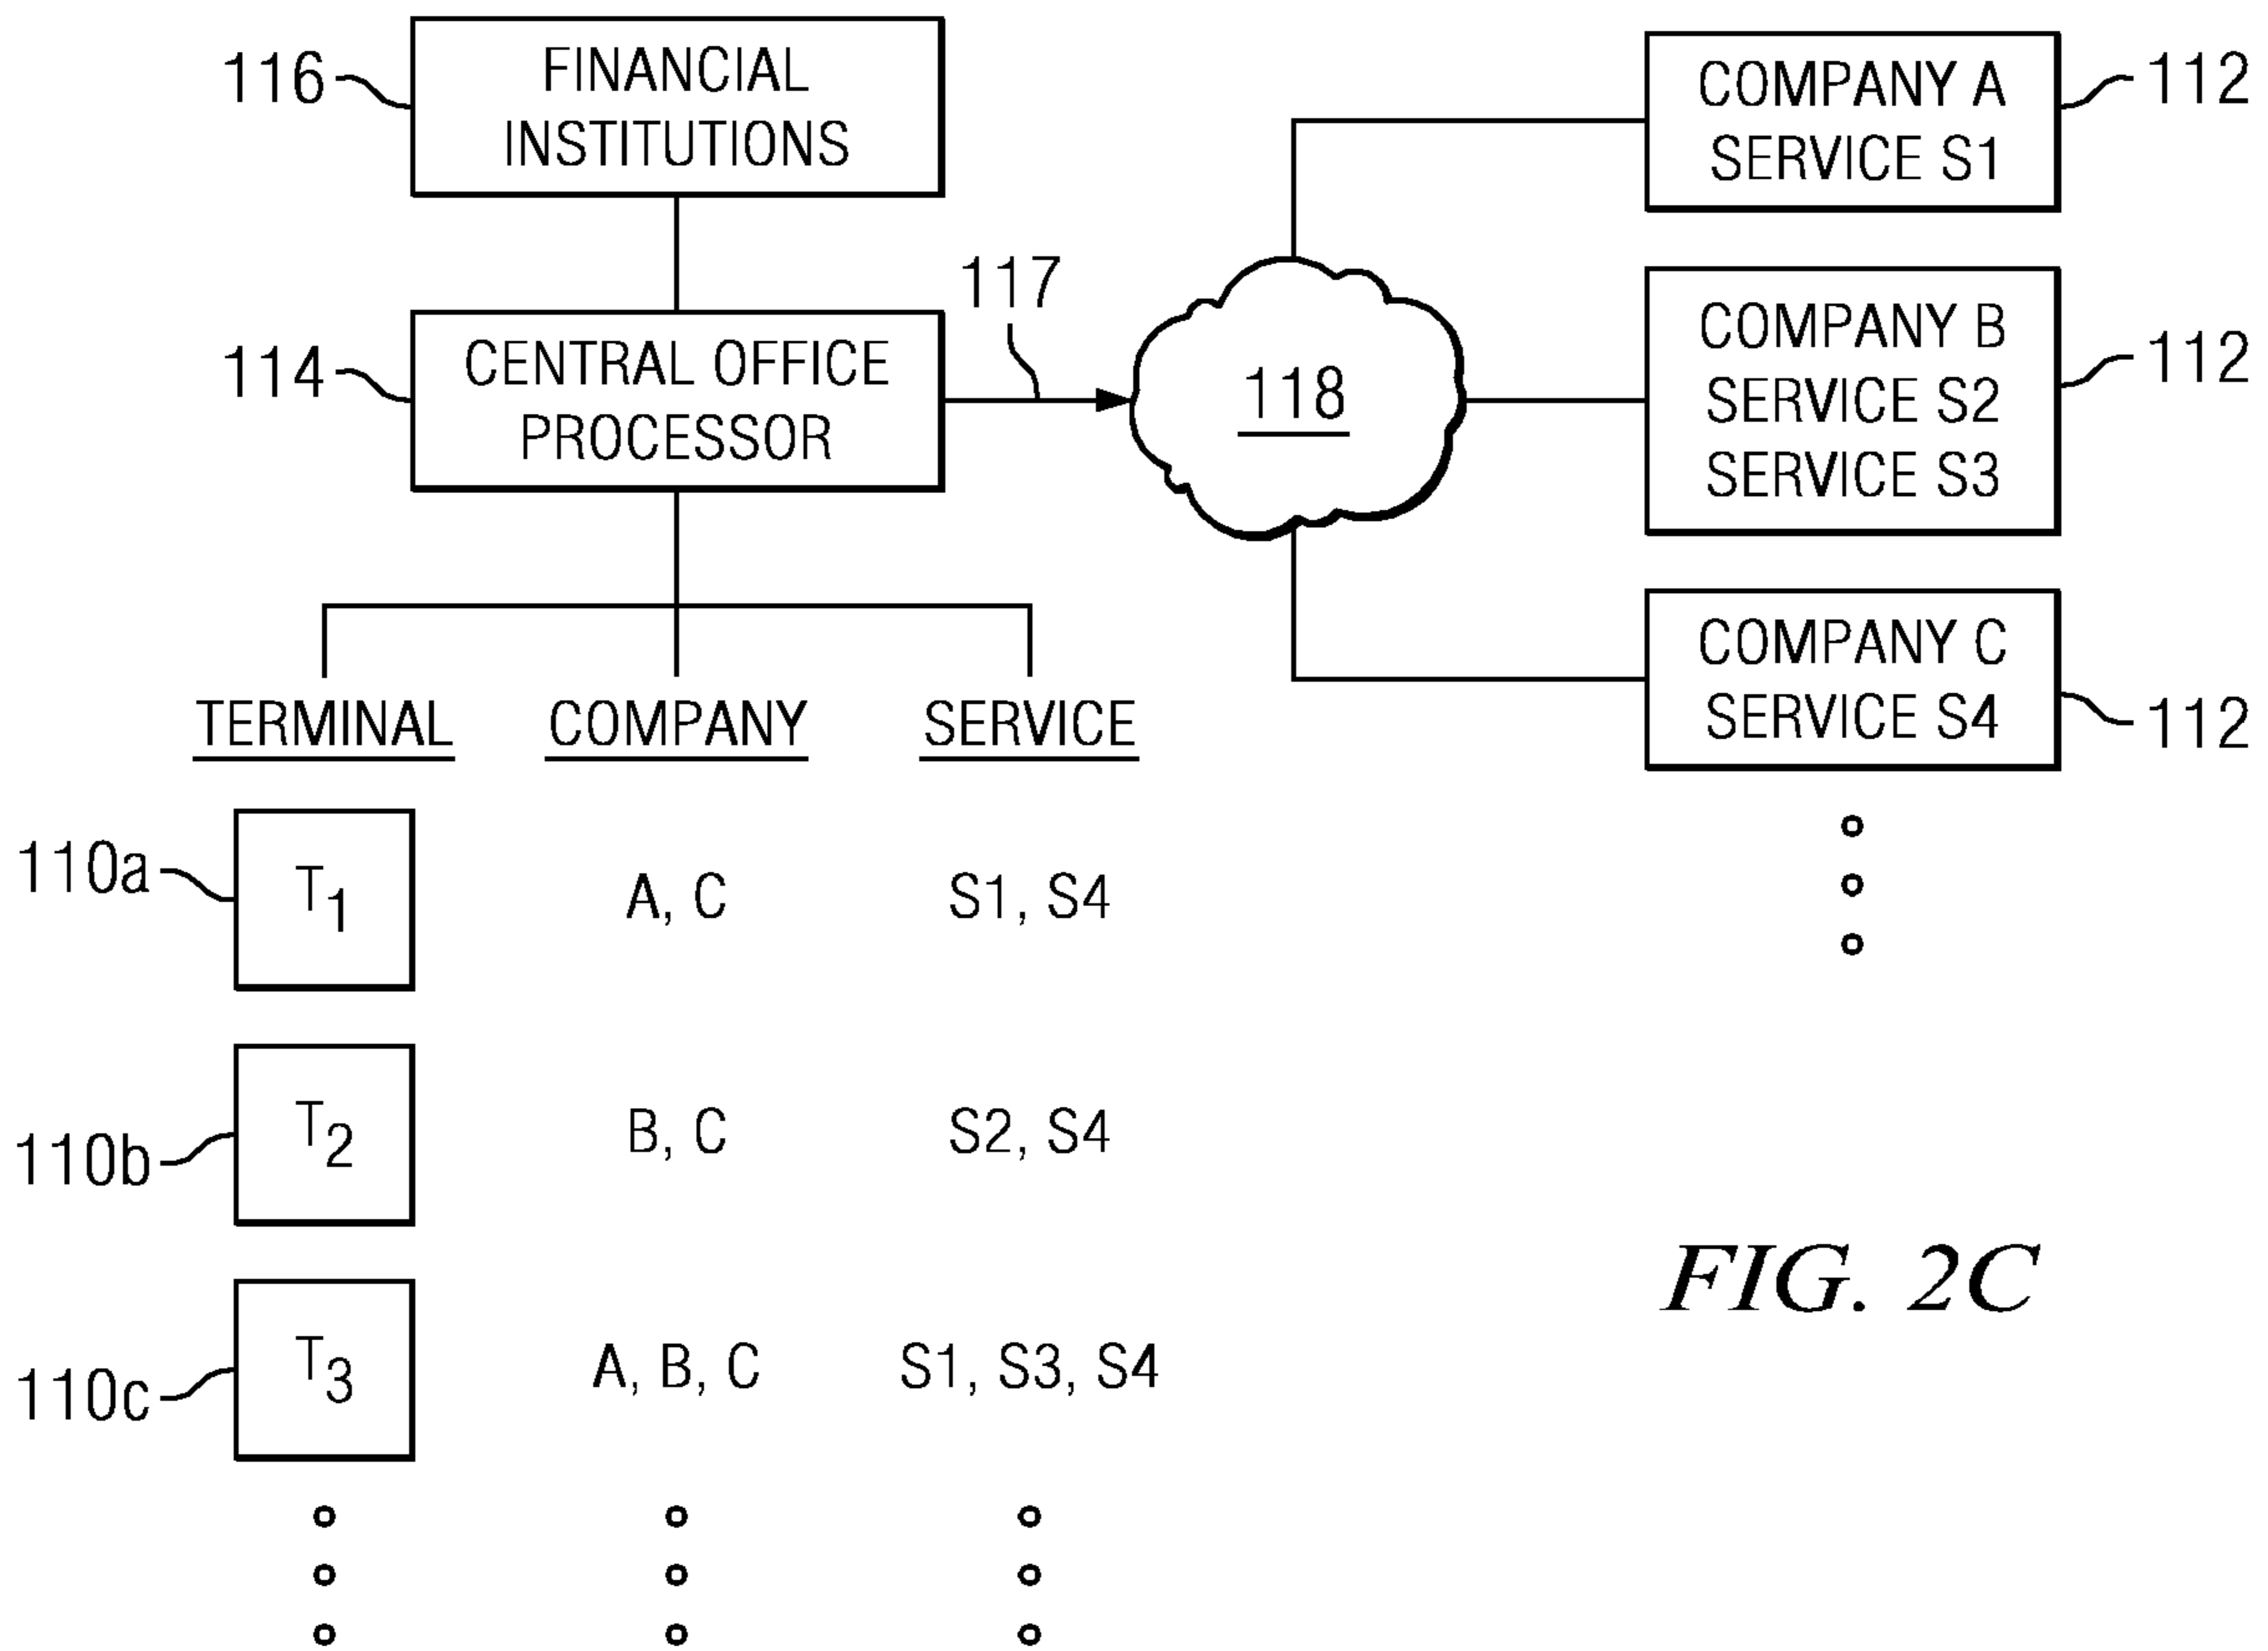 116
FINANCIAL
INSTITUTIONS
114
CENTRAL OFFICE
PROCESSOR
117
118
COMPANY A
SERVICE S1
112
COMPANY B
SERVICE S2
SERVICE S3
112
COMPANY C
SERVICE S4
112
TERMINAL COMPANY SERVICE
110a T1 A, C S1, S4
110b T2 B, C S2, S4
110c T3 A, B, C S1, S3, S4
FIG. 2C